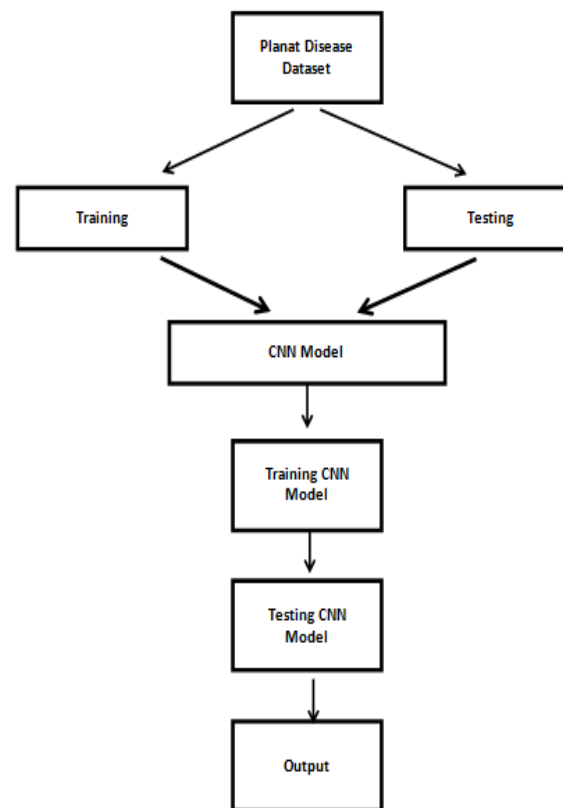 Planat Disease
Dataset
Training
Testing
CNN Model
Training CNN
Model
Testing CNN
Model
Output